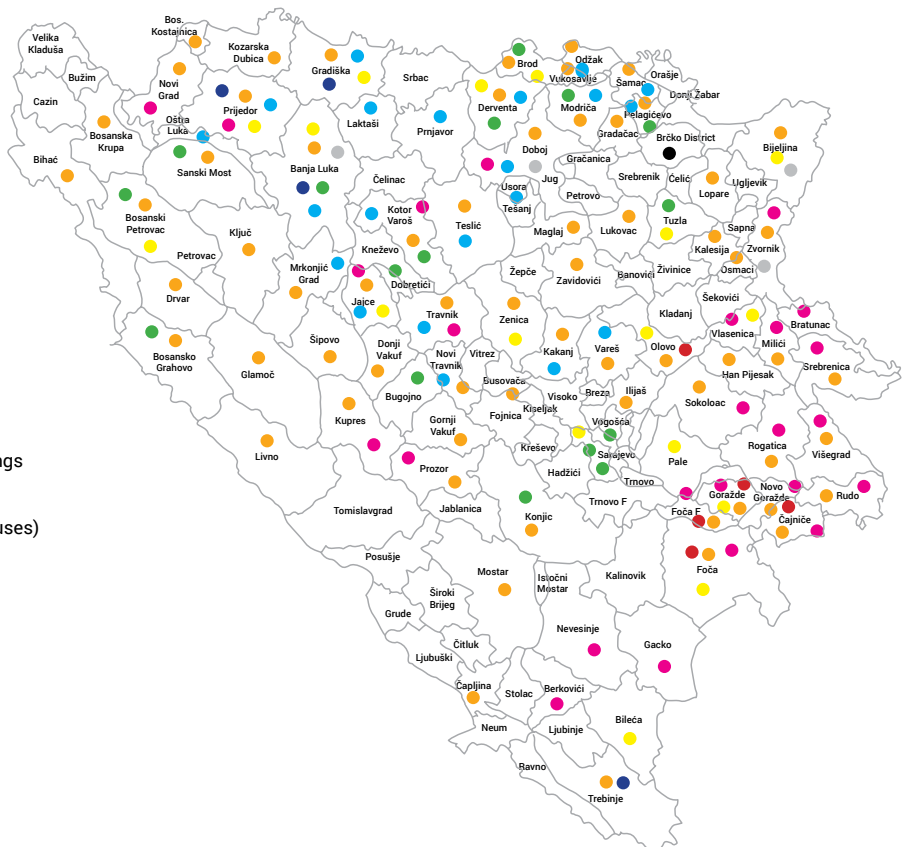 Velika
Kladuša
Bos.
Kostajnica
Kozarska
Dubica
Bužim
Cazin
Novi
Grad
Gradiška
Srbac
Brod
Odžak
Vukosavlje
Šamac
Orašje
Donji Žabar
Prijedor
Oštra
Luka
Bosanska
Krupa
Laktaši
Prnjavor
Derventa
Modriča
Pelagićevo
Gradačac
Brčko District
Bijeljina
Bihać
Sanski Most
Banja Luka
Čelinac
Doboj
Jug
Gračanica
Usora
Tešanj
Petrovo
Srebrenik
Čelić
Lopare
Ugljevik
Bosanski
Petrovac
Petrovac
Ključ
Kotor
Varoš
Teslić
Maglaj
Lukovac
Tuzla
Kalesija
Sapna
Zvornik
Osmaci
Kneževo
Mrkonjić
Grad
Dobretići
Žepče
Zavidovići
Banovići
Živinice
Drvar
Jajce
Travnik
Zenica
Kladanj
Šekovići
Vlasenica
Milići
Bratunac
Srebrenica
Bosansko
Grahovo
Glamoč
Šipovo
Donji
Vakuf
Novi
Travnik
Vitrez
Kakanj
Vareš
Olovo
Han Pijesak
Busovača
Visoko
Breza
Ilijaš
Sokoloac
Bugojno
Kupres
Gornji
Vakuf
Fojnica
Kiseljak
Vogošća
Kreševo
Sarajevo
Pale
Rogatica
Višegrad
Livno
Prozor
Hadžići
Trnovo
Trnovo F
Goražde
Novo
Goražde
Rudo
Foča F
Čajniče
ngs
uses)
Tomislavgrad
Jablanica
Konjic
Posušje
Mostar
Istočni
Mostar
Kalinovik
Foča
Široki
Brijeg
Grude
Čitluk
Ljubuški
Nevesinje
Gacko
Čapljina
Stolac
Berkovići
Neum
Ljubinje
Bileća
Ravno
Trebinje